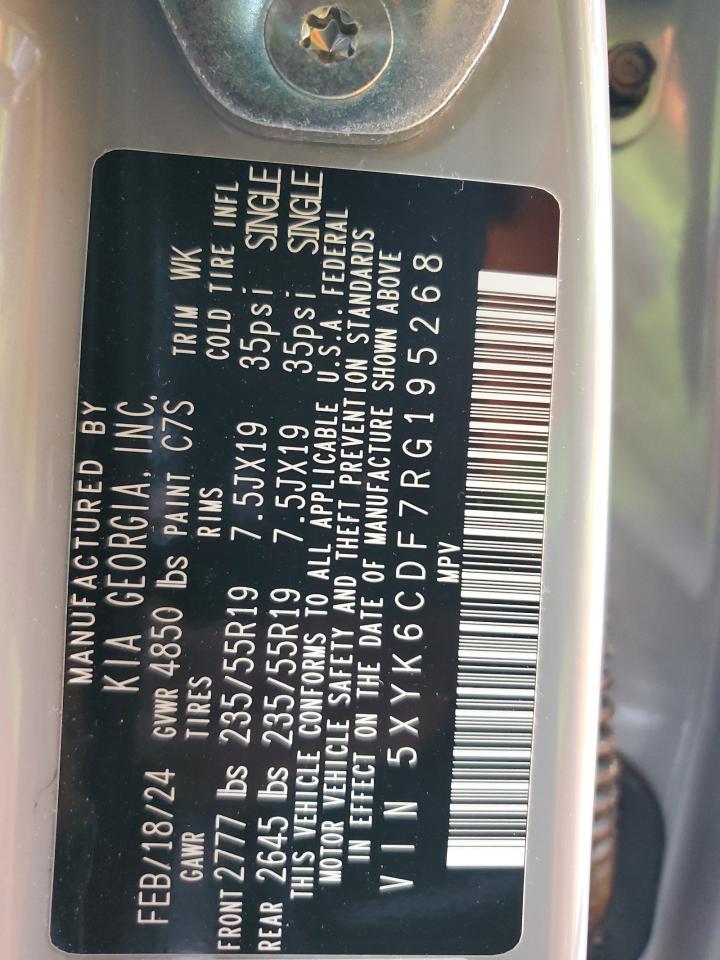 MANUFACTURED BY
KIA GEORGIA, INC.
FEB/18/24 GVWR 4850 lbs PAINT C7S TRIM WK
GAWR TIRES RIMS COLD TIRE INFL
FRONT 2777 lbs 235/55R19 7.5JX19 35psi SINGLE
REAR 2645 lbs 235/55R19 7.5JX19 35psi SINGLE
THIS VEHICLE CONFORMS TO ALL APPLICABLE U.S.A. FEDERAL
MOTOR VEHICLE SAFETY AND THEFT PREVENTION STANDARDS
IN EFFECT ON THE DATE OF MANUFACTURE SHOWN ABOVE
VIN 5XYK6CDF7RG195268
MPV